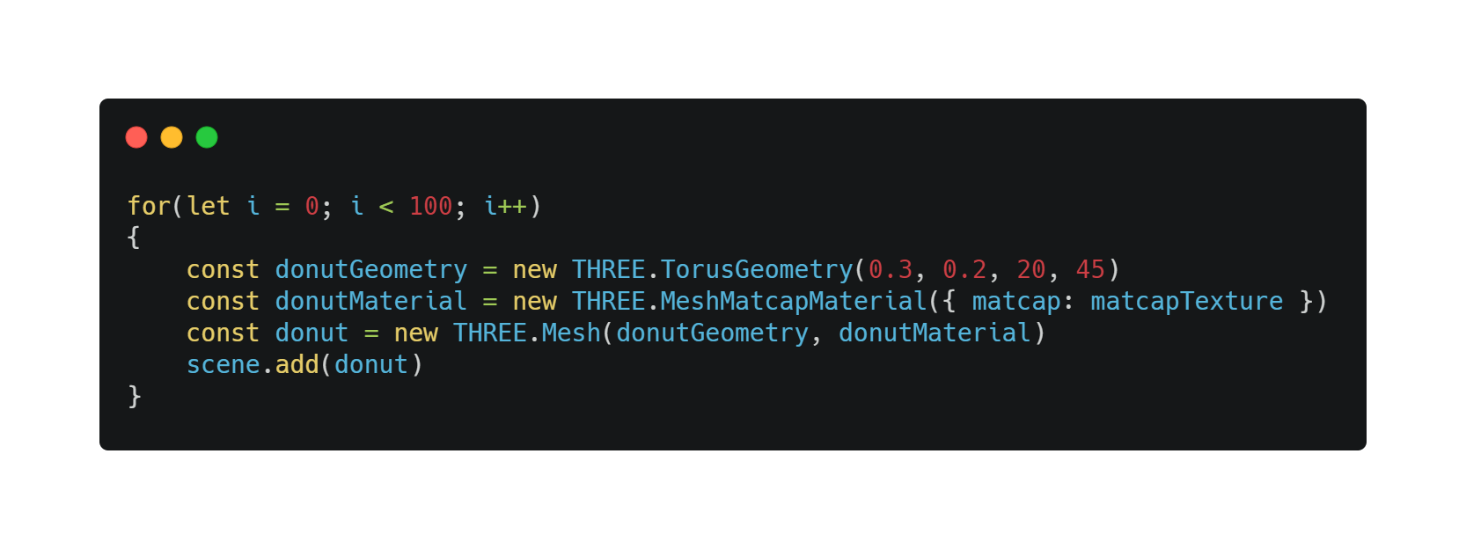 for(let i = 0; i < 100; i++)
{
    const donutGeometry = new THREE.TorusGeometry(0.3, 0.2, 20, 45)
    const donutMaterial = new THREE.MeshMatcapMaterial({ matcap: matcapTexture })
    const donut = new THREE.Mesh(donutGeometry, donutMaterial)
    scene.add(donut)
}